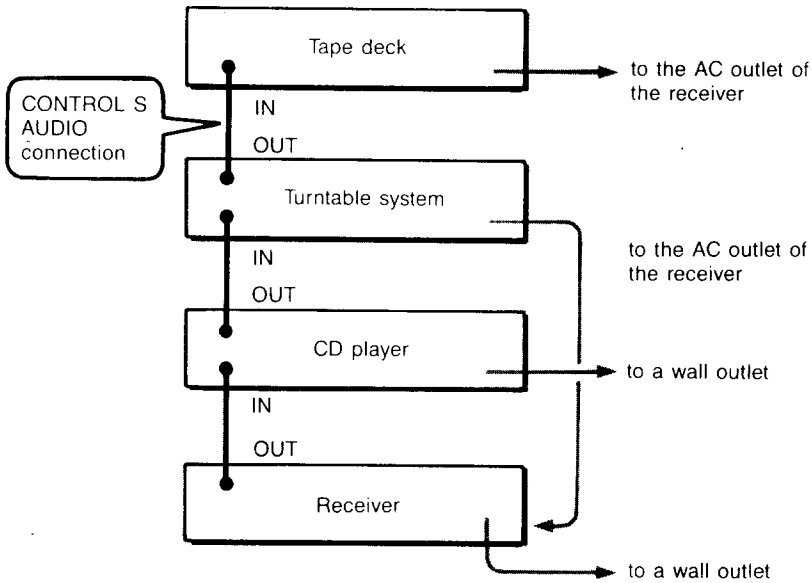 Tape deck
to the AC outlet of
the receiver
CONTROL S
AUDIO
connection
IN
OUT
Turntable system
to the AC outlet of
the receiver
IN
OUT
CD player
to a wall outlet
IN
OUT
Receiver
to a wall outlet